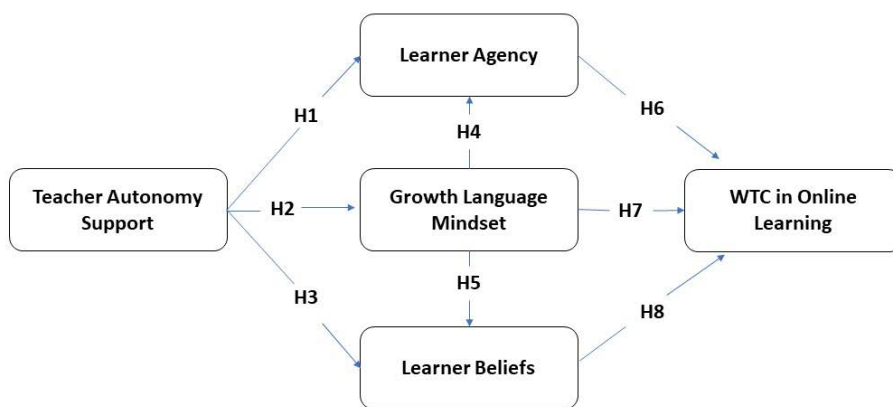 Learner Agency
H1
H6
H4
Teacher Autonomy
Support
H2
Growth Language
Mindset
H7
WTC in Online
Learning
H3
H5
H8
Learner Beliefs